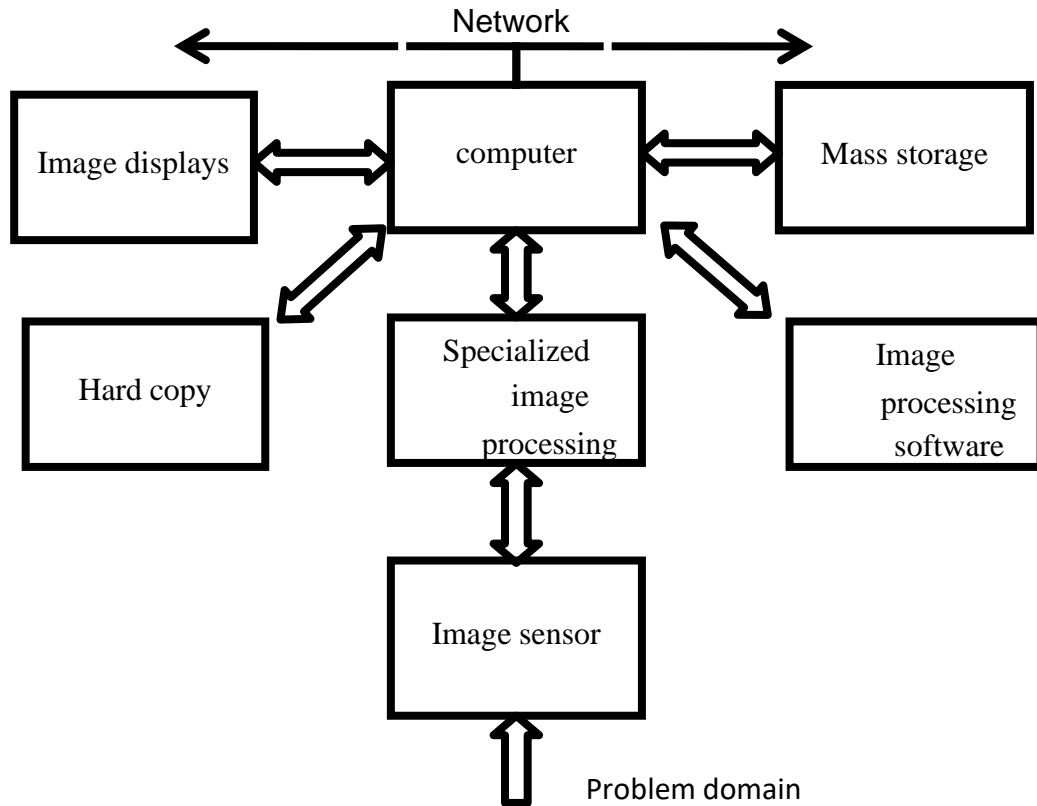 Network
Image displays
computer
Mass storage
Hard copy
Specialized
image
processing
Image
processing
software
Image sensor
Problem domain